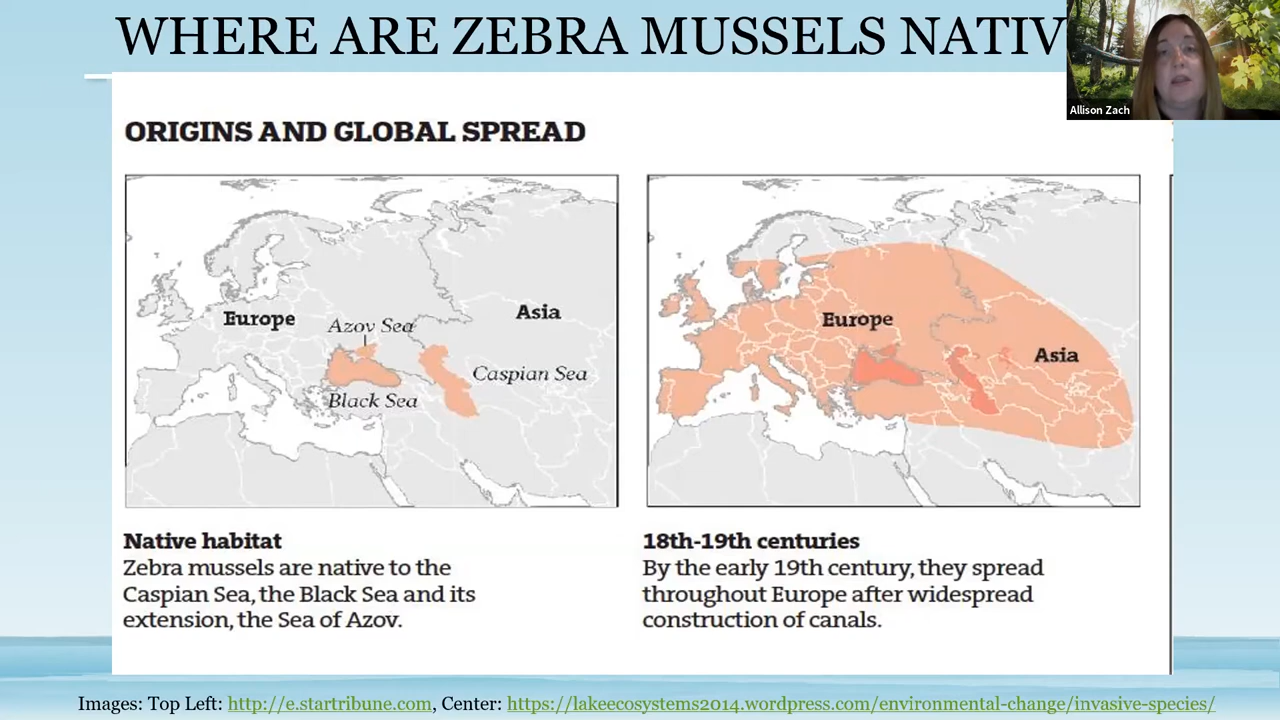 WHERE ARE ZEBRA MUSSELS NATIV
Allison Zach
ORIGINS AND GLOBAL SPREAD
Europe
Asia
Azov Sea
Caspian Sea
Black Sea
Europe
Asia
Native habitat
Zebra mussels are native to the
Caspian Sea, the Black Sea and its
extension, the Sea of Azov.
18th-19th centuries
By the early 19th century, they spread
throughout Europe after widespread
construction of canals.
Images: Top Left: http://e.startribune.com, Center: https://lakeecosystems2014.wordpress.com/environmental-change/invasive-species/